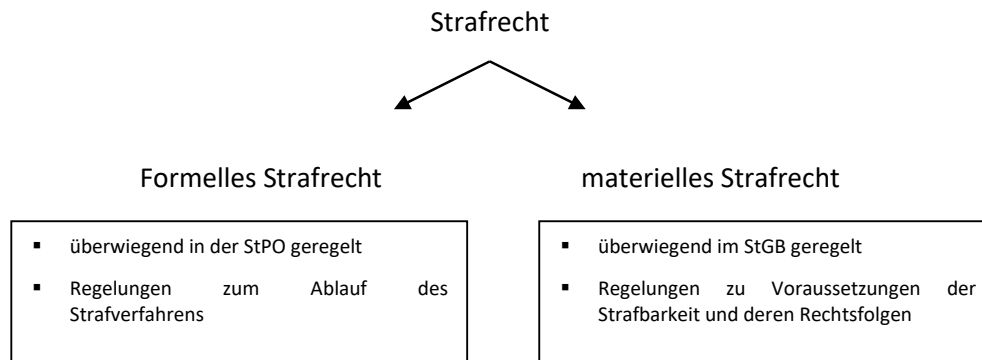 Strafrecht
Formelles Strafrecht
▪ überwiegend in der StPO geregelt
▪ Regelungen zum Ablauf des
Strafverfahrens
materielles Strafrecht
▪ überwiegend im StGB geregelt
▪ Regelungen zu Voraussetzungen der
Strafbarkeit und deren Rechtsfolgen